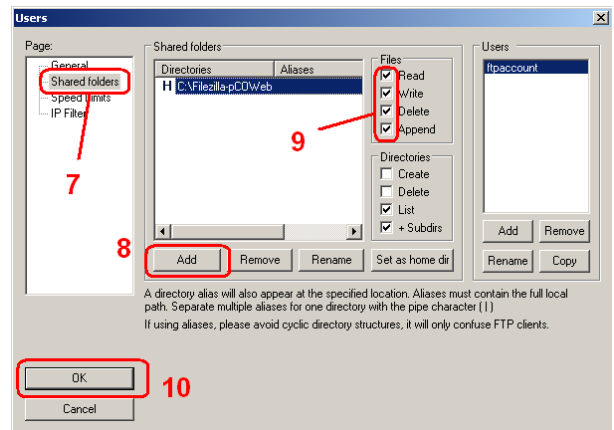 Users
Page:
General
Shared folders
Speed Limits
IP Filter
7
Shared folders
Directories Aliases
H C:\Filezilla-pCOWeb
8
Add
Remove
Rename
Set as home dir
Files
Read
Write
Delete
Append
9
Directories
Create
Delete
List
+ Subdirs
Users
ftpaccount
Add
Remove
Rename
Copy
A directory alias will also appear at the specified location. Aliases must contain the full local
path. Separate multiple aliases for one directory with the pipe character ( | )
If using aliases, please avoid cyclic directory structures, it will only confuse FTP clients.
OK
10
Cancel